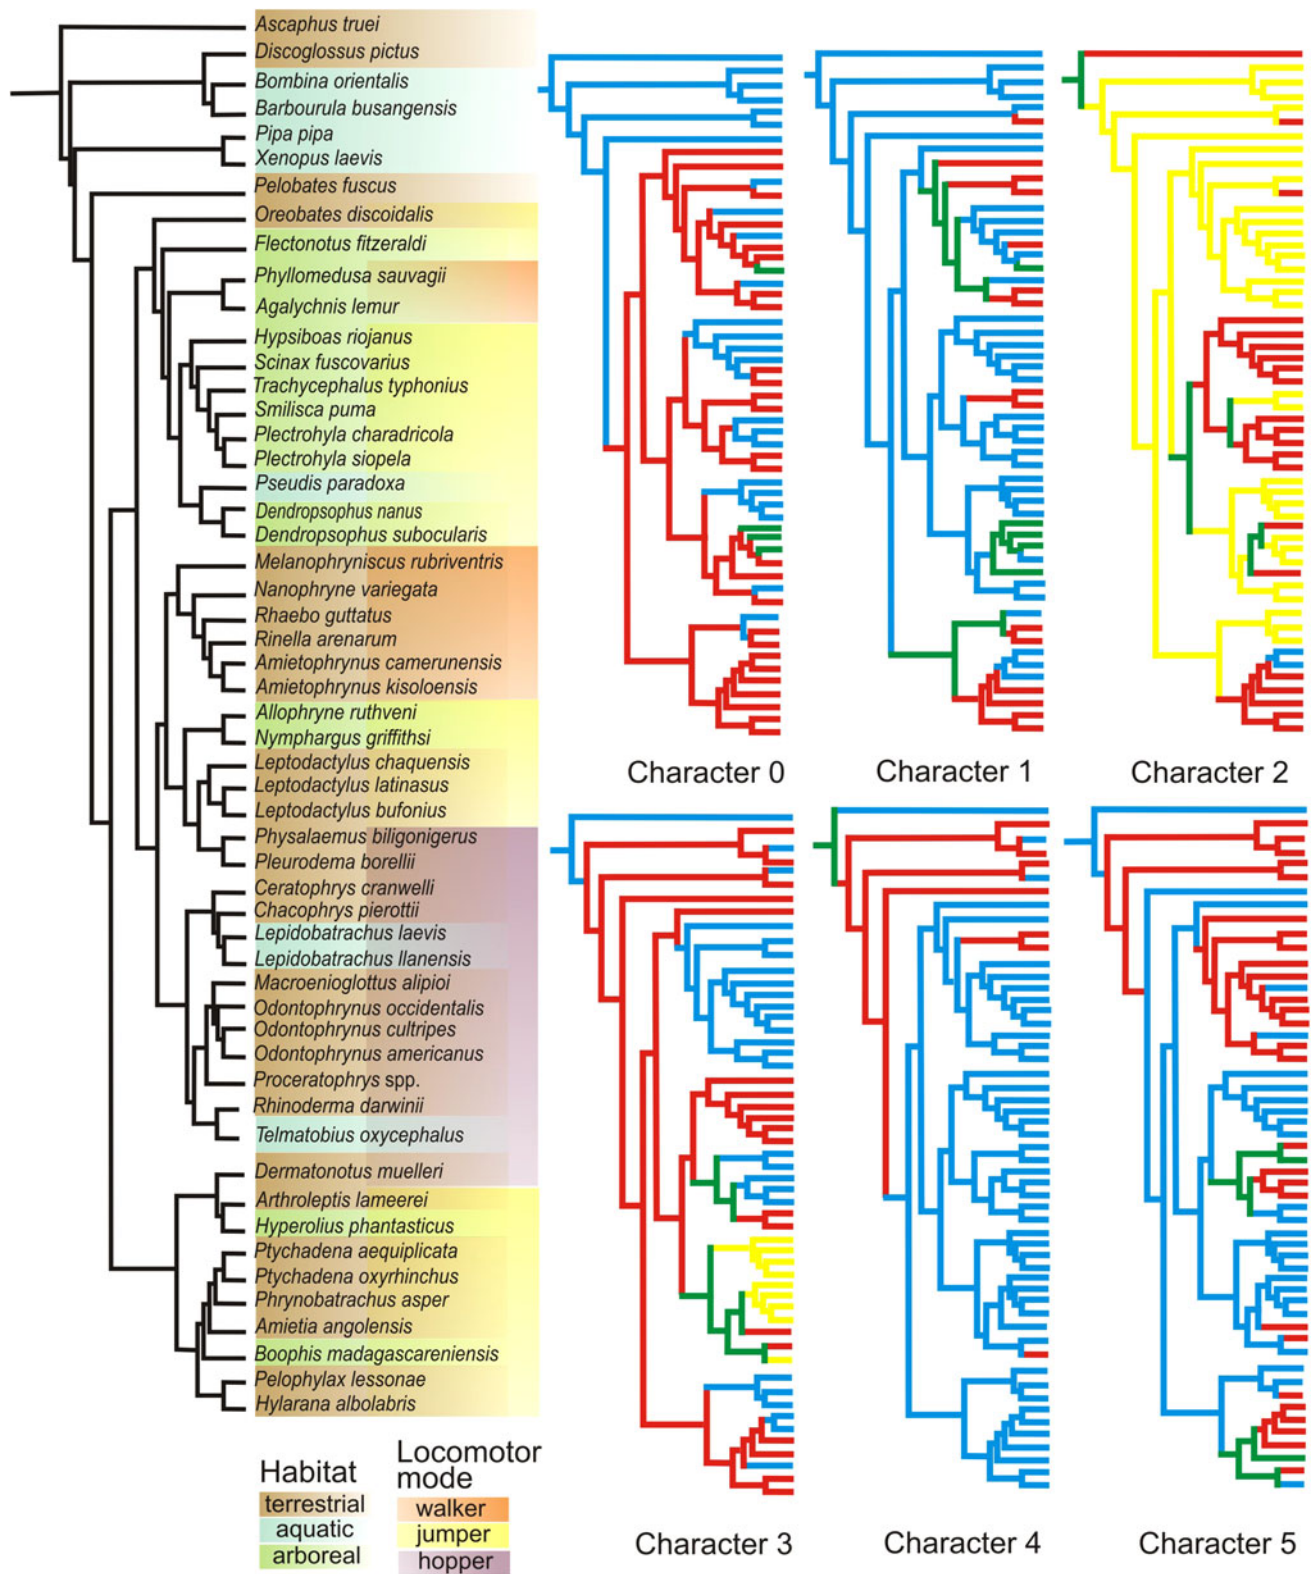 Ascaphus truei
Discoglossus pictus
Bombina orientalis
Barbourula busangensis
Pipa pipa
Xenopus laevis
Pelobates fuscus
Oreobates discoidalis
Flectonotus fitzeraldi
Phyllomedusa sauvagii
Agalychnis lemur
Hypsiboas riojanus
Scinax fuscovarius
Trachycephalus typhonius
Smilisca puma
Plectrohyla charadricola
Plectrohyla siopela
Pseudis paradoxa
Dendropsophus nanus
Dendropsophus subocularis
Melanophryniscus rubriventris
Nanophryne variegata
Rhaebo guttatus
Rinella arenarum
Amietophrynus camerunensis
Amietophrynus kisoloensis
Allophryne ruthveni
Nymphargus griffithsi
Leptodactylus chaquensis
Leptodactylus latinasus
Leptodactylus bufonius
Physalaemus biligonigerus
Pleurodema borellii
Ceratophrys cranwelli
Chacophrys pierottii
Lepidobatrachus laevis
Lepidobatrachus llanensis
Macroenioglottus alipioi
Odontophrynus occidentalis
Odontophrynus cultripes
Odontophrynus americanus
Proceratophrys spp.
Rhinoderma darwinii
Telmatobius oxycephalus
Dermatonotus muelleri
Arthroleptis lameerei
Hyperolius phantasticus
Ptychadena aequiplicata
Ptychadena oxyrhinchus
Phrynobatrachus asper
Amietia angolensis
Boophis madagascareniensis
Pelophylax lessonae
Hylarana albolabris
Habitat
terrestrial
aquatic
arboreal
Locomotor
mode
walker
jumper
hopper
Character 0
Character 1
Character 2
Character 3
Character 4
Character 5